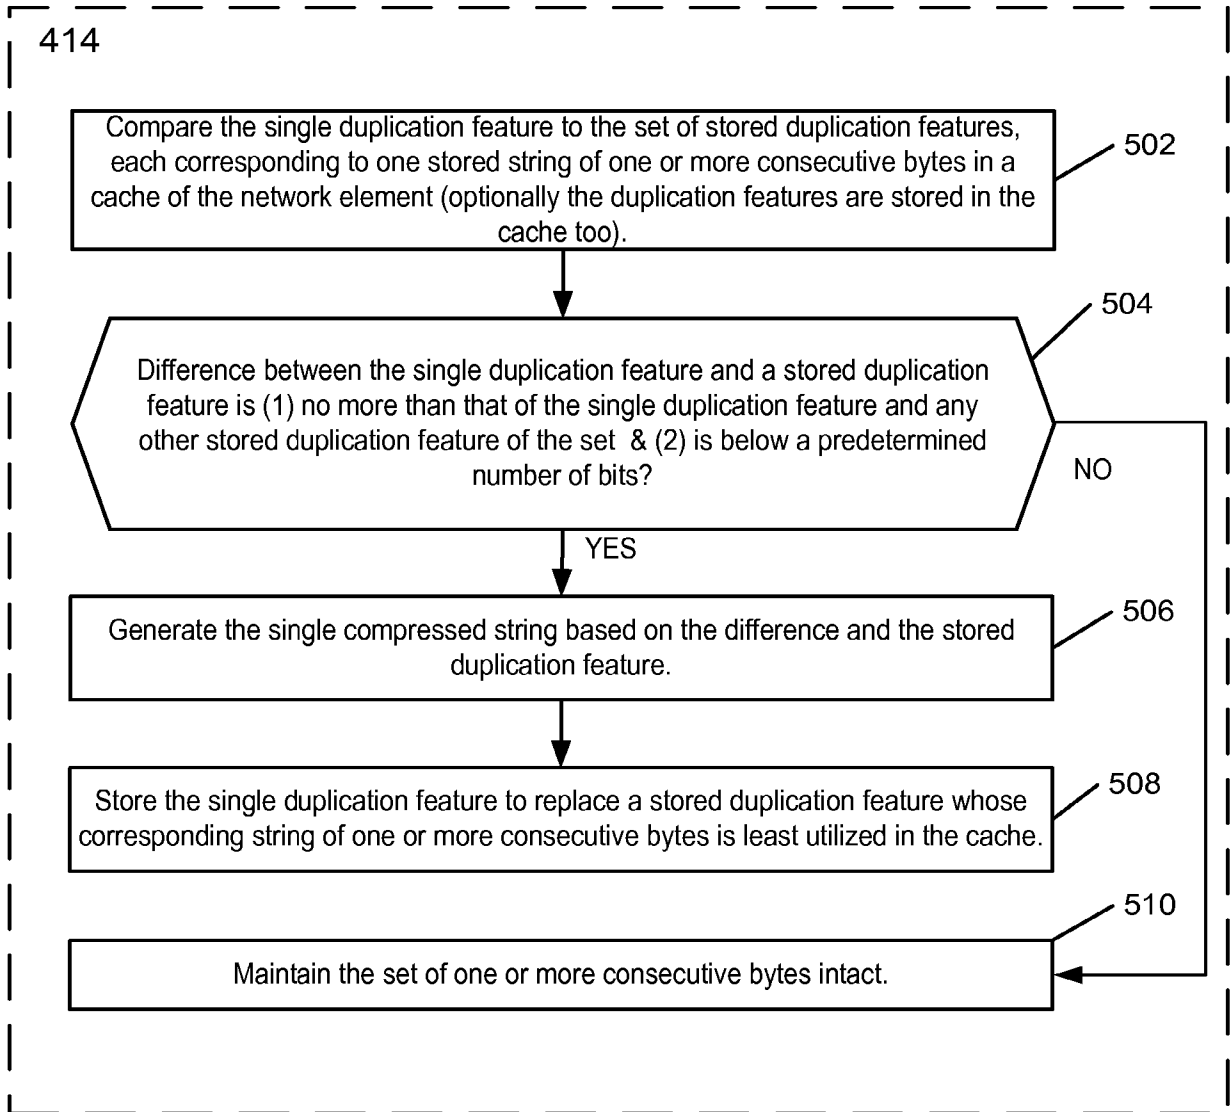 414
Compare the single duplication feature to the set of stored duplication features,
each corresponding to one stored string of one or more consecutive bytes in a
cache of the network element (optionally the duplication features are stored in the
cache too).
502
504
Difference between the single duplication feature and a stored duplication
feature is (1) no more than that of the single duplication feature and any
other stored duplication feature of the set & (2) is below a predetermined
number of bits?
NO
YES
506
Generate the single compressed string based on the difference and the stored
duplication feature.
508
Store the single duplication feature to replace a stored duplication feature whose
corresponding string of one or more consecutive bytes is least utilized in the cache.
510
Maintain the set of one or more consecutive bytes intact.